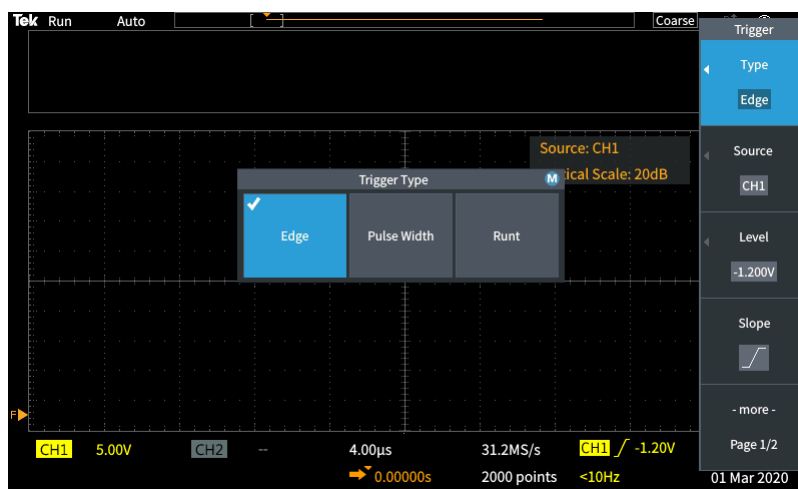 Tek Run Auto Coarse
Trigger
Type
Edge
Source: CH1
Source
Trigger Type M
tical Scale: 20dB
CH1
Edge Pulse Width Runt
Level
-1.200V
Slope
- more -
F
CH1 5.00V CH2 -- 4.00µs 31.2MS/s CH1 -1.20V
Page 1/2
0.00000s 2000 points <10Hz 01 Mar 2020